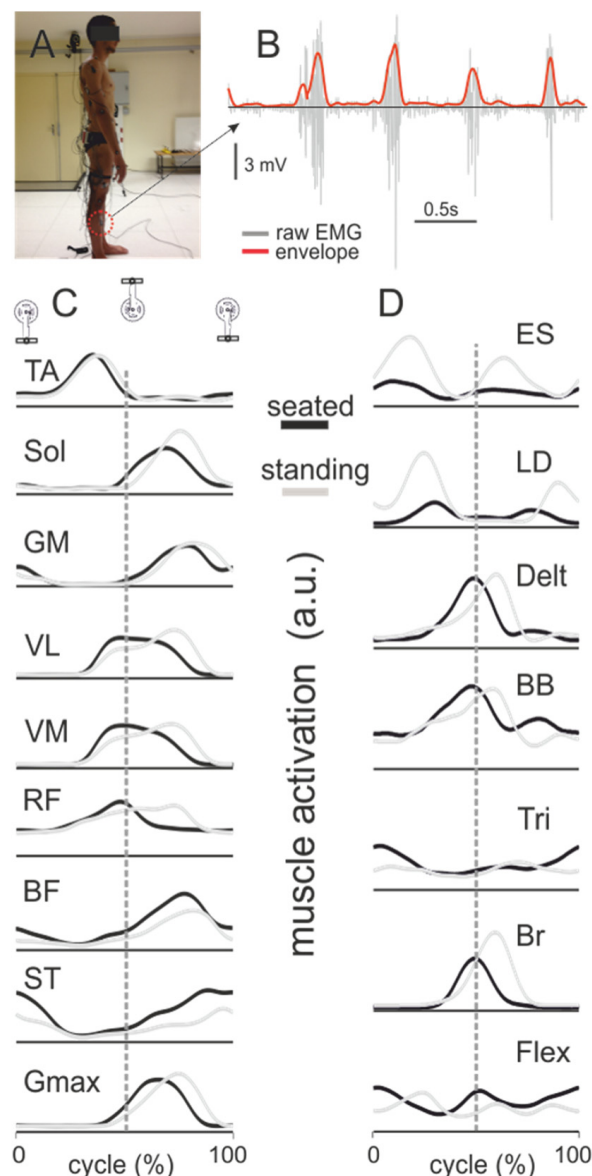 A
B
3 mV
0.5s
raw EMG
envelope
C
TA
Sol
GM
VL
VM
RF
BF
ST
Gmax
0
100
cycle (%)
seated
standing
muscle activation (a.u.)
D
ES
LD
Delt
BB
Tri
Br
Flex
0
100
cycle (%)